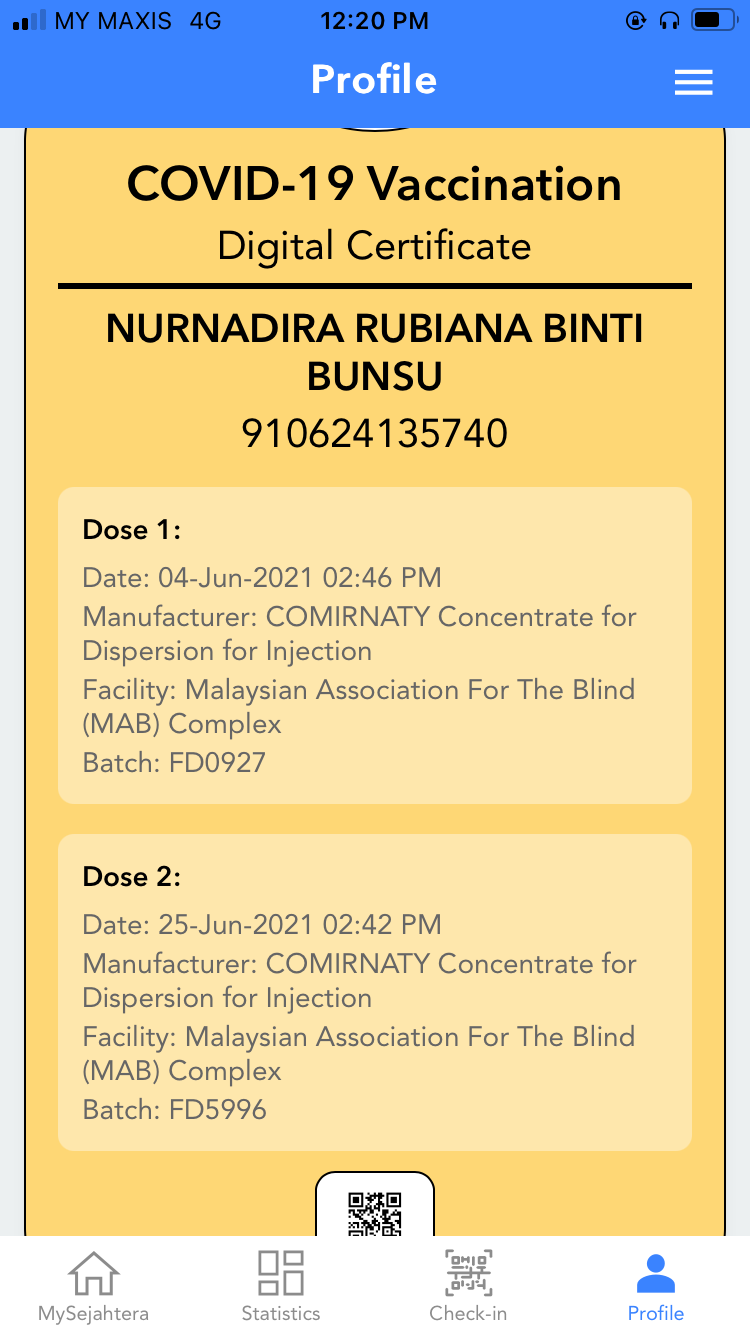 MY MAXIS 4G 12:20 PM
Profile
COVID-19 Vaccination
Digital Certificate
NURNADIRA RUBIANA BINTI
BUNSU
910624135740
Dose 1:
Date: 04-Jun-2021 02:46 PM
Manufacturer: COMIRNATY Concentrate for
Dispersion for Injection
Facility: Malaysian Association For The Blind
(MAB) Complex
Batch: FD0927
Dose 2:
Date: 25-Jun-2021 02:42 PM
Manufacturer: COMIRNATY Concentrate for
Dispersion for Injection
Facility: Malaysian Association For The Blind
(MAB) Complex
Batch: FD5996
MySejahtera Statistics Check-in Profile